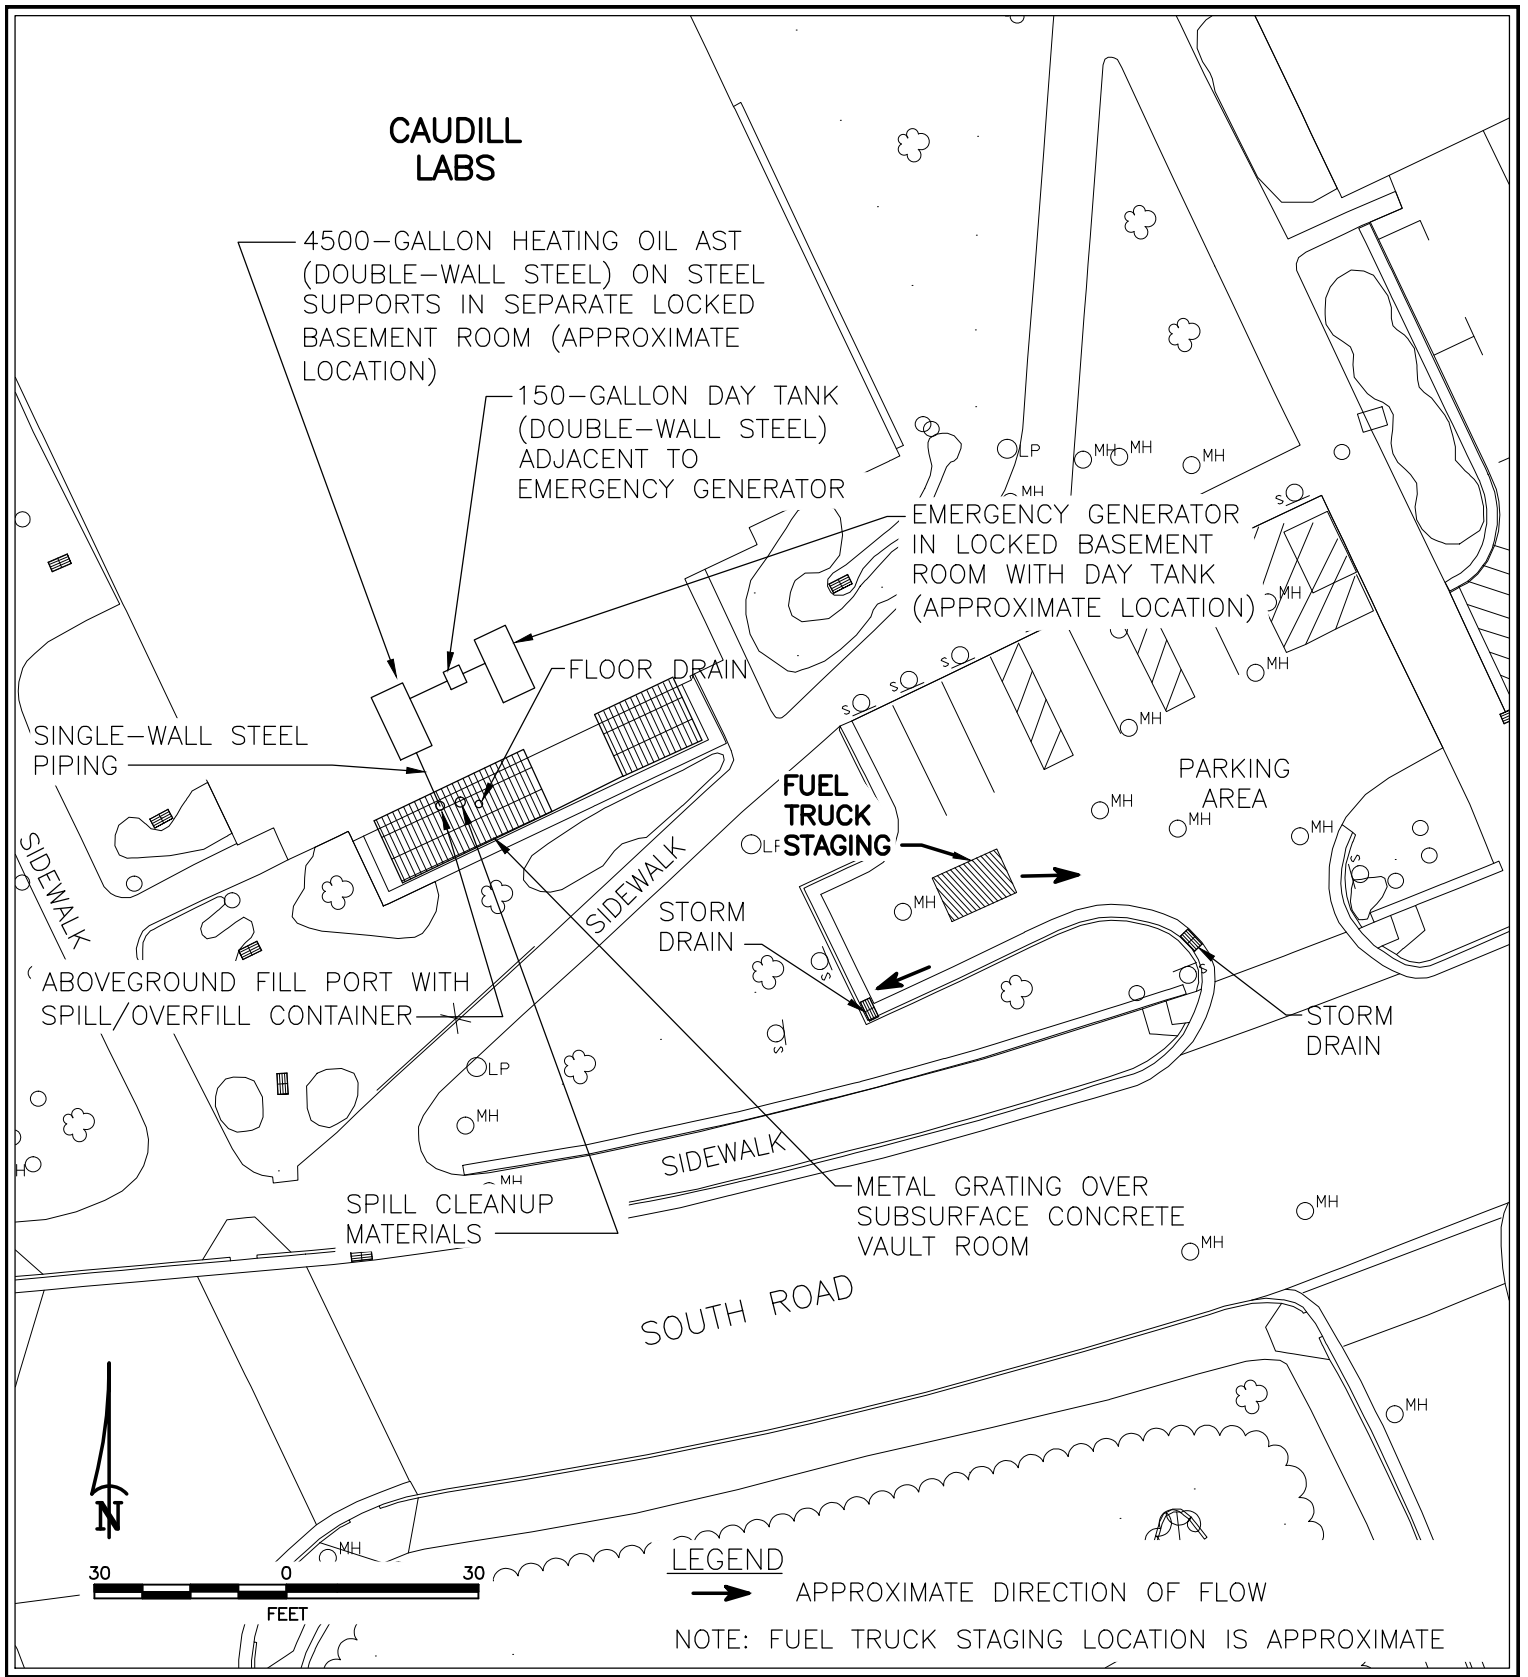 CAUDILL
LABS
4500-GALLON HEATING OIL AST
(DOUBLE-WALL STEEL) ON STEEL
SUPPORTS IN SEPARATE LOCKED
BASEMENT ROOM (APPROXIMATE
LOCATION)
150-GALLON DAY TANK
(DOUBLE-WALL STEEL)
ADJACENT TO
EMERGENCY GENERATOR
LP
MH
MH
MH
MH
S
EMERGENCY GENERATOR
IN LOCKED BASEMENT
ROOM WITH DAY TANK
(APPROXIMATE LOCATION)
MH
MH
S
S
S
FLOOR DRAIN
SINGLE-WALL STEEL
PIPING
MH
PARKING
AREA
FUEL
TRUCK
STAGING
MH
MH
MH
LP
S
SIDEWALK
SIDEWALK
STORM
DRAIN
MH
S
S
ABOVEGROUND FILL PORT WITH
SPILL/OVERFILL CONTAINER
STORM
DRAIN
S
LP
MH
SIDEWALK
H
MH
SPILL CLEANUP
MATERIALS
METAL GRATING OVER
SUBSURFACE CONCRETE
VAULT ROOM
MH
MH
SOUTH ROAD
MH
N
MH
30 0 30
FEET
LEGEND
APPROXIMATE DIRECTION OF FLOW
NOTE: FUEL TRUCK STAGING LOCATION IS APPROXIMATE